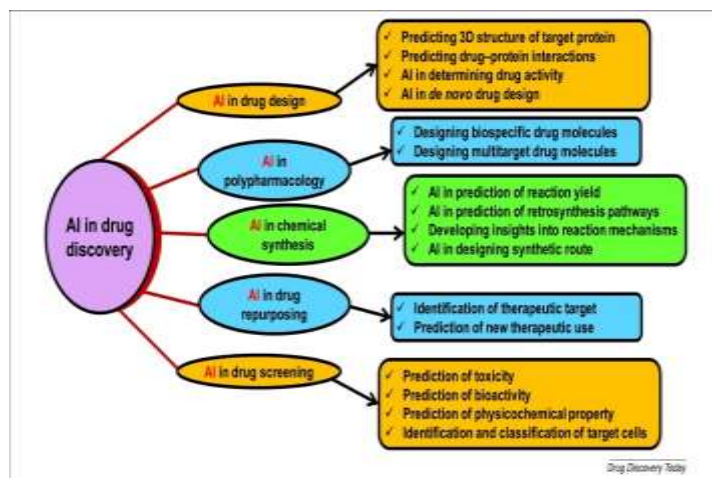 AI in drug
discovery
AI in drug design
✓ Predicting 3D structure of target protein
✓ Predicting drug–protein interactions
✓ AI in determining drug activity
✓ AI in de novo drug design
AI in
polypharmacology
✓ Designing biospecific drug molecules
✓ Designing multitarget drug molecules
AI in chemical
synthesis
✓ AI in prediction of reaction yield
✓ AI in prediction of retrosynthesis pathways
✓ Developing insights into reaction mechanisms
✓ AI in designing synthetic route
AI in drug
repurposing
✓ Identification of therapeutic target
✓ Prediction of new therapeutic use
AI in drug screening
✓ Prediction of toxicity
✓ Prediction of bioactivity
✓ Prediction of physicochemical property
✓ Identification and classification of target cells
Drug Discovery Today